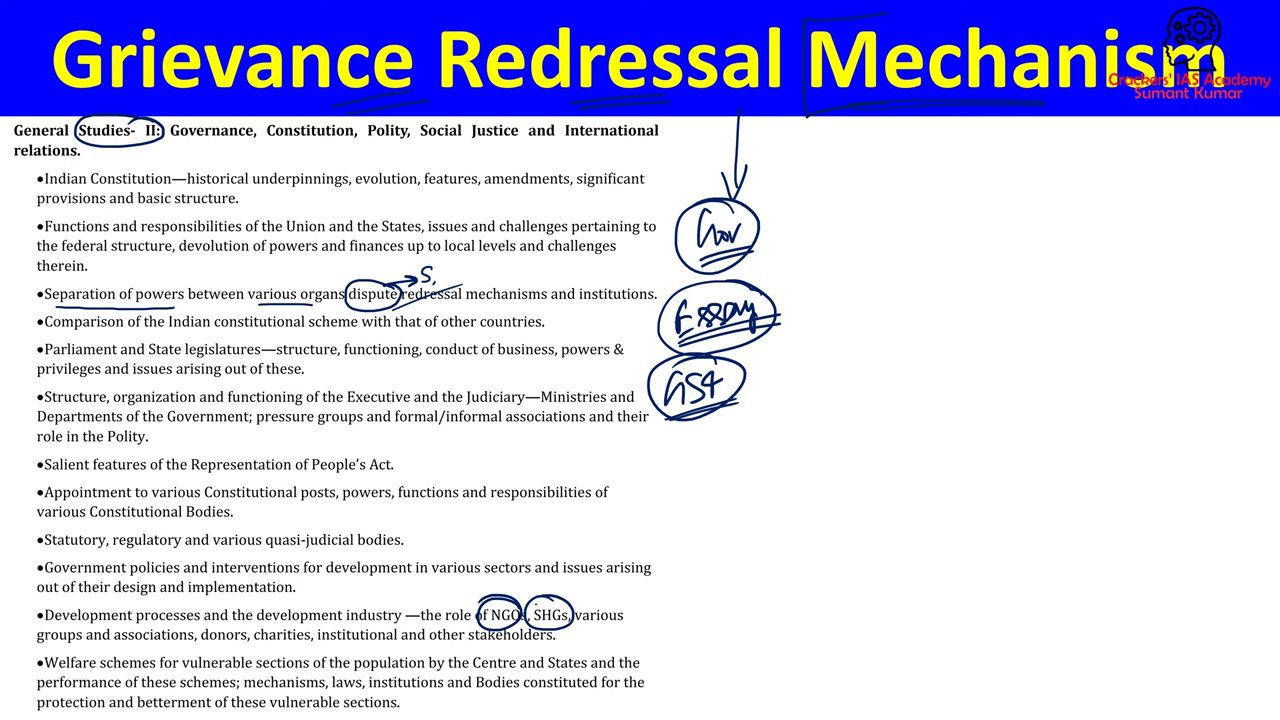 Grievance Redressal Mechanism
Crackers' IAS Academy
Sumant Kumar
General Studies- II: Governance, Constitution, Polity, Social Justice and International
relations.
•Indian Constitution—historical underpinnings, evolution, features, amendments, significant
provisions and basic structure.
•Functions and responsibilities of the Union and the States, issues and challenges pertaining to
the federal structure, devolution of powers and finances up to local levels and challenges
therein.
S,
•Separation of powers between various organs dispute redressal mechanisms and institutions.
•Comparison of the Indian constitutional scheme with that of other countries.
•Parliament and State legislatures—structure, functioning, conduct of business, powers &
privileges and issues arising out of these.
•Structure, organization and functioning of the Executive and the Judiciary—Ministries and
Departments of the Government; pressure groups and formal/informal associations and their
role in the Polity.
•Salient features of the Representation of People's Act.
•Appointment to various Constitutional posts, powers, functions and responsibilities of
various Constitutional Bodies.
•Statutory, regulatory and various quasi-judicial bodies.
•Government policies and interventions for development in various sectors and issues arising
out of their design and implementation.
•Development processes and the development industry —the role of NGOs, SHGs, various
groups and associations, donors, charities, institutional and other stakeholders.
•Welfare schemes for vulnerable sections of the population by the Centre and States and the
performance of these schemes; mechanisms, laws, institutions and Bodies constituted for the
protection and betterment of these vulnerable sections.
Gov
Essay
GS4